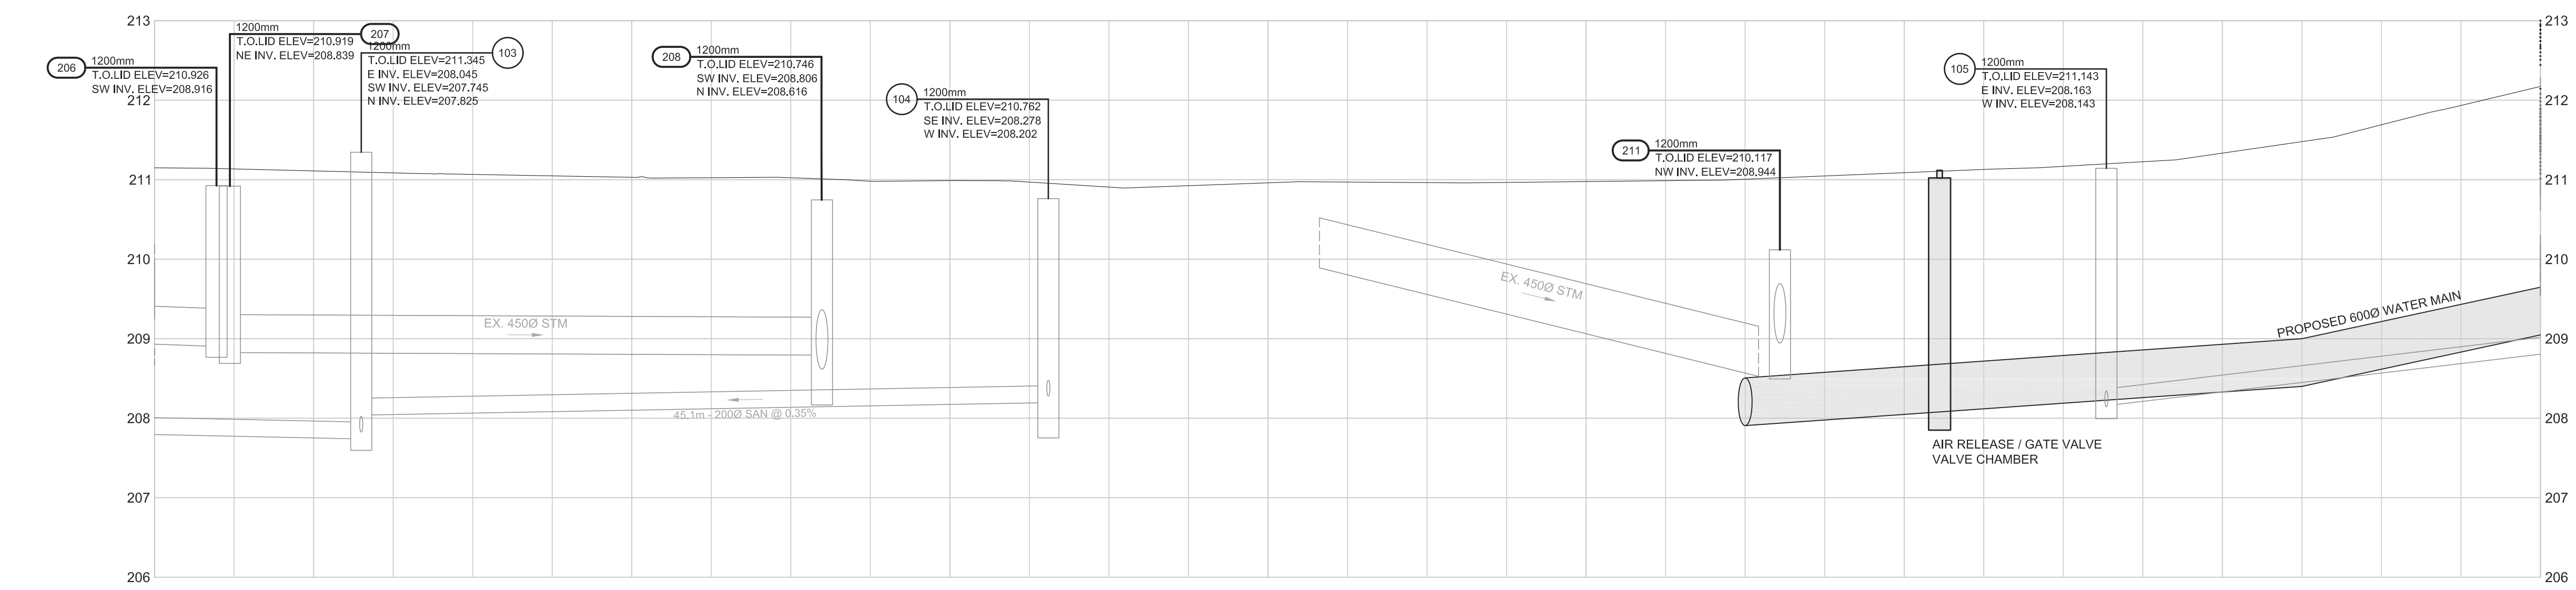 213
212
211
210
209
208
207
206
206
1200mm
T.O.LID ELEV=210.926
SW INV. ELEV=208.916
207
1200mm
T.O.LID ELEV=210.919
NE INV. ELEV=208.839
103
1200mm
T.O.LID ELEV=211.345
E INV. ELEV=208.045
SW INV. ELEV=207.745
N INV. ELEV=207.825
208
1200mm
T.O.LID ELEV=210.746
SW INV. ELEV=208.806
N INV. ELEV=208.616
104
1200mm
T.O.LID ELEV=210.762
SE INV. ELEV=208.278
W INV. ELEV=208.202
211
1200mm
T.O.LID ELEV=210.117
NW INV. ELEV=208.944
105
1200mm
T.O.LID ELEV=211.143
E INV. ELEV=208.163
W INV. ELEV=208.143
EX. 450Ø STM
45.1m - 200Ø SAN @ 0.35%
EX. 450Ø STM
PROPOSED 600Ø WATER MAIN
AIR RELEASE / GATE VALVE
VALVE CHAMBER
213
212
211
210
209
208
207
206